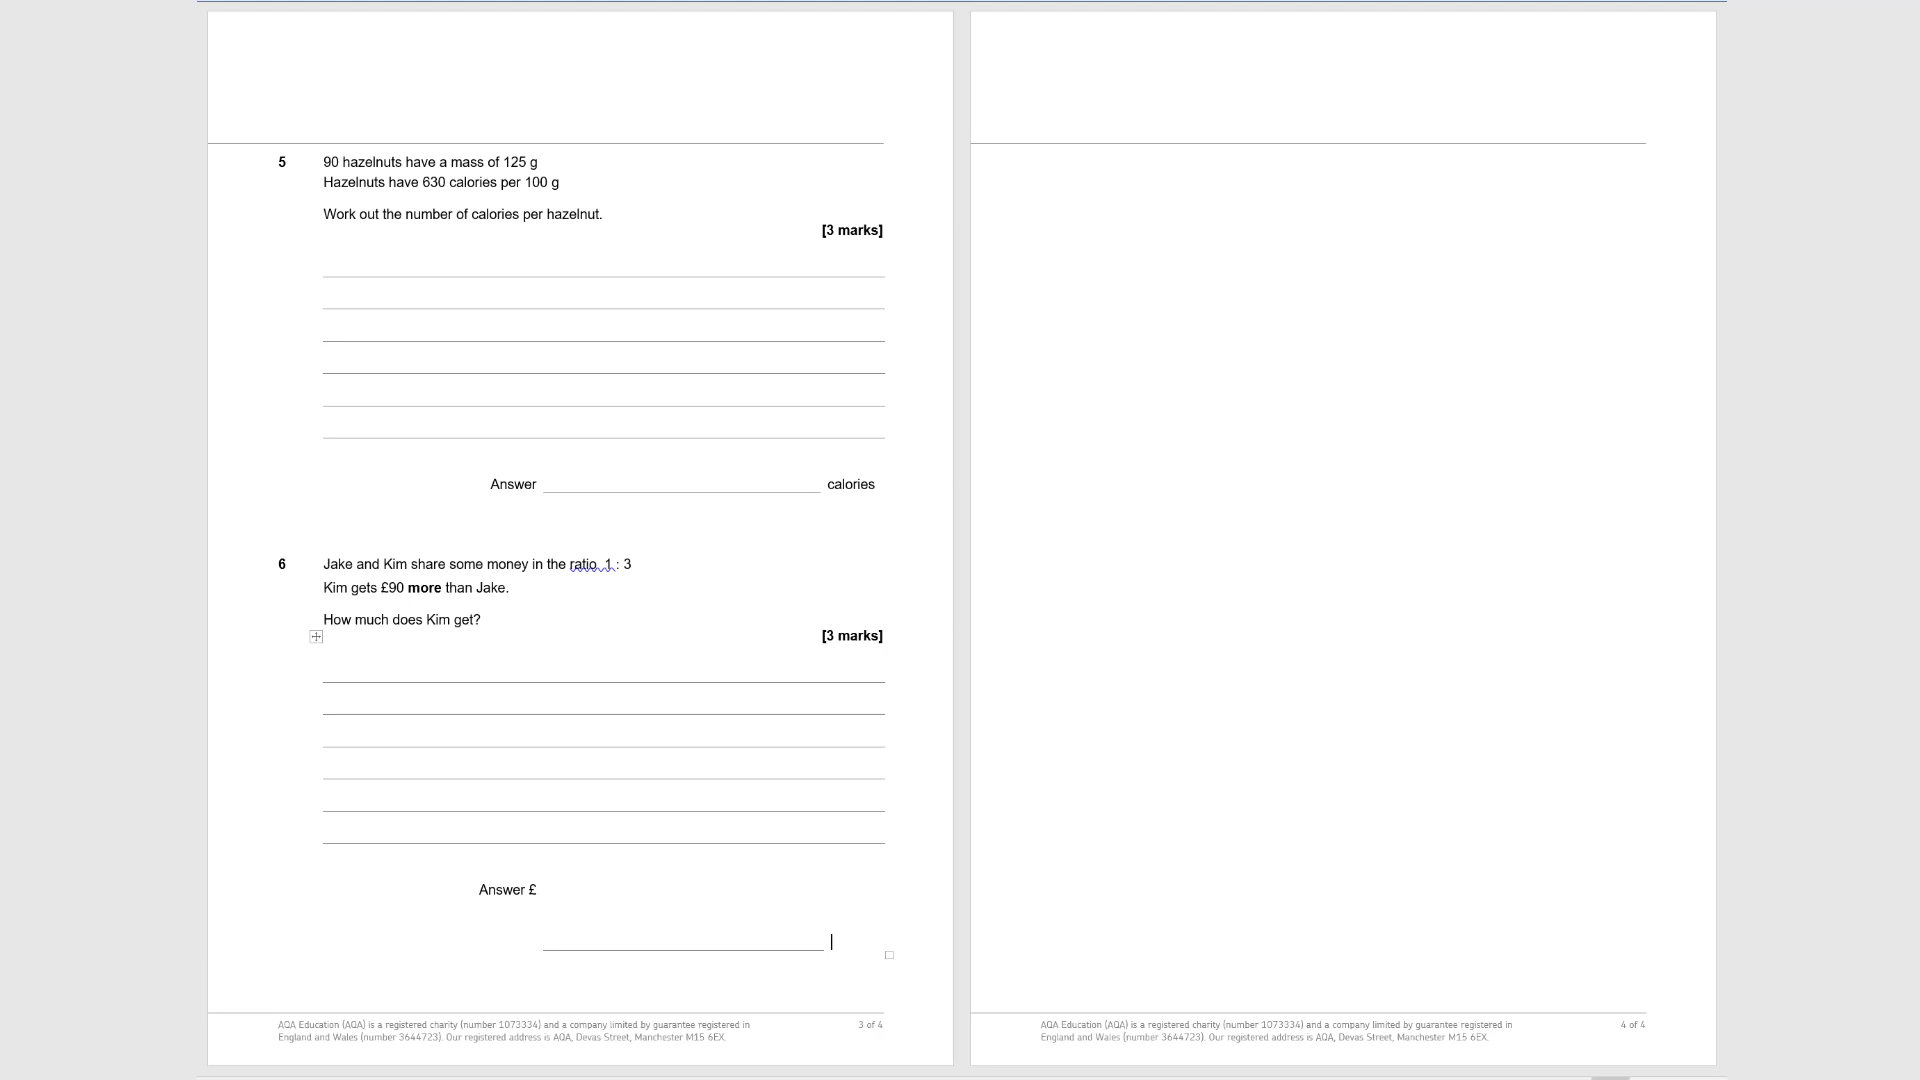 5 90 hazelnuts have a mass of 125 g
Hazelnuts have 630 calories per 100 g
Work out the number of calories per hazelnut.
[3 marks]
Answer calories
6 Jake and Kim share some money in the ratio 1 : 3
Kim gets £90 more than Jake.
How much does Kim get?
[3 marks]
Answer £
AQA Education (AQA) is a registered charity (number 1073334) and a company limited by guarantee registered in
England and Wales (number 3644723). Our registered address is AQA, Devas Street, Manchester M15 6EX.
3 of 4
AQA Education (AQA) is a registered charity (number 1073334) and a company limited by guarantee registered in
England and Wales (number 3644723). Our registered address is AQA, Devas Street, Manchester M15 6EX.
4 of 4